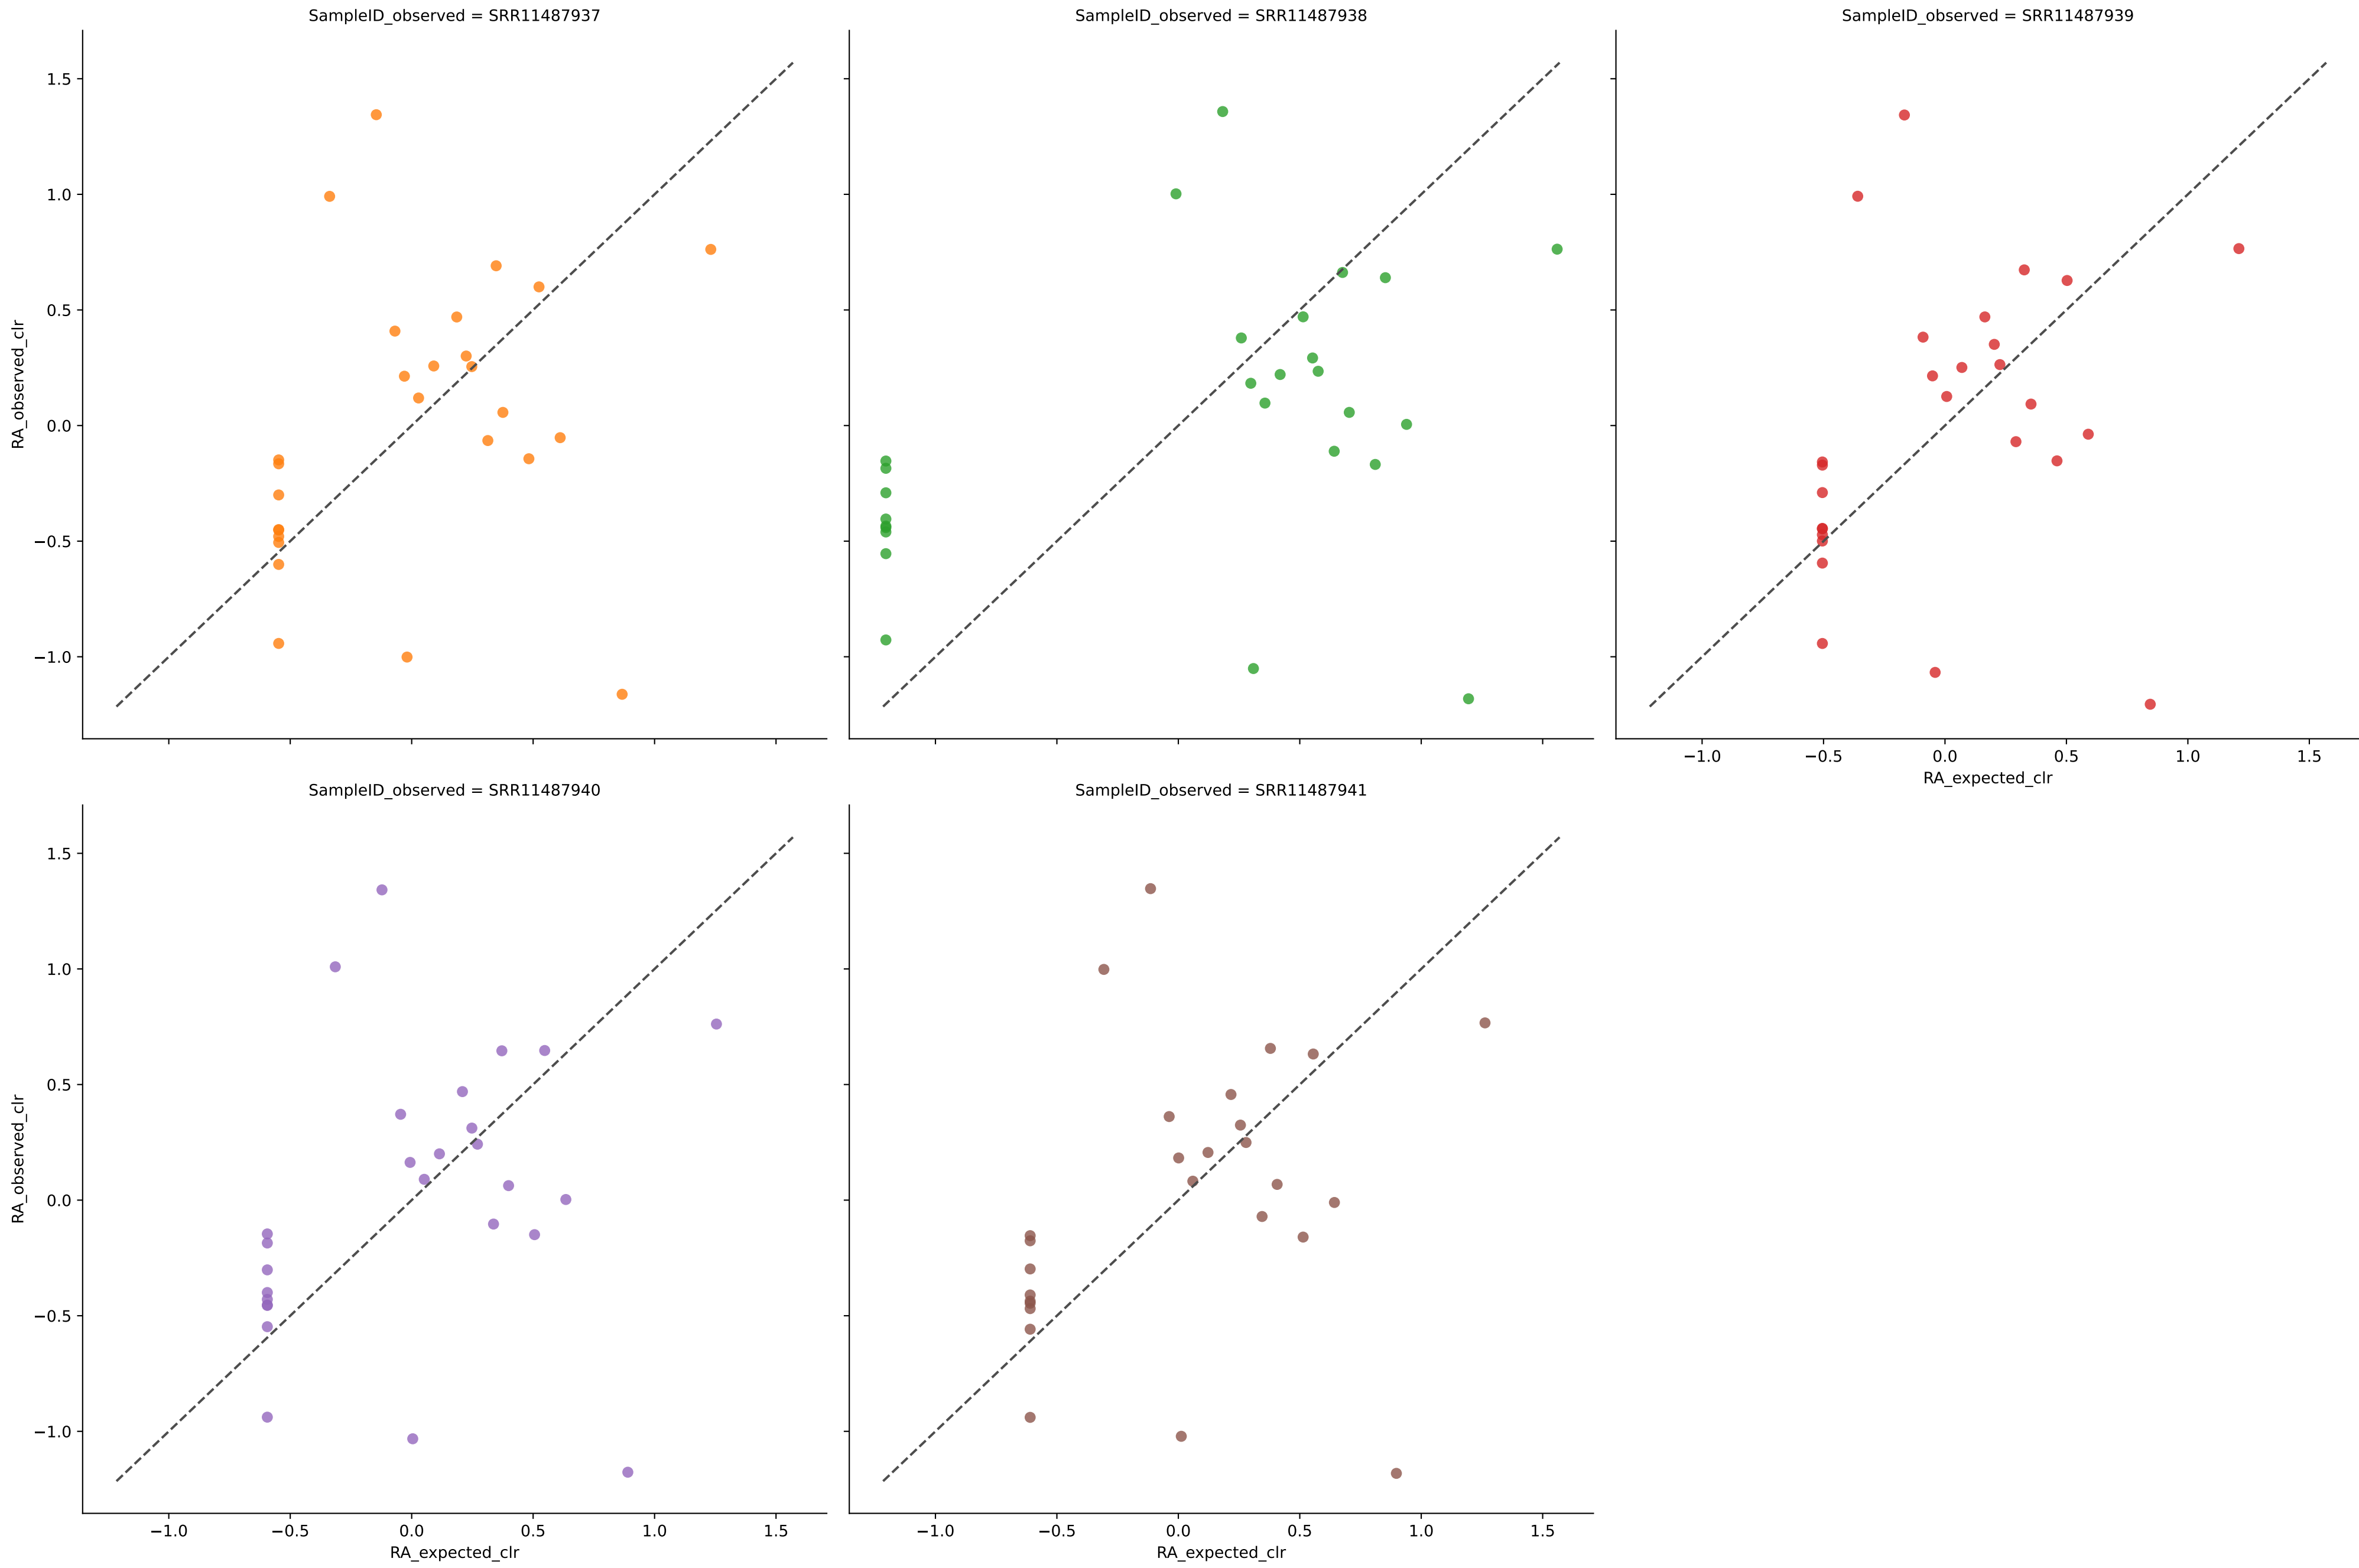 SampleID_observed = SRR11487937
SampleID_observed = SRR11487938
SampleID_observed = SRR11487939
1.5
1.0
0.5
0.0
−0.5
−1.0
RA_observed_clr
−1.0 −0.5 0.0 0.5 1.0 1.5
RA_expected_clr
SampleID_observed = SRR11487940
SampleID_observed = SRR11487941
1.5
1.0
0.5
0.0
−0.5
−1.0
RA_observed_clr
−1.0 −0.5 0.0 0.5 1.0 1.5
RA_expected_clr
−1.0 −0.5 0.0 0.5 1.0 1.5
RA_expected_clr